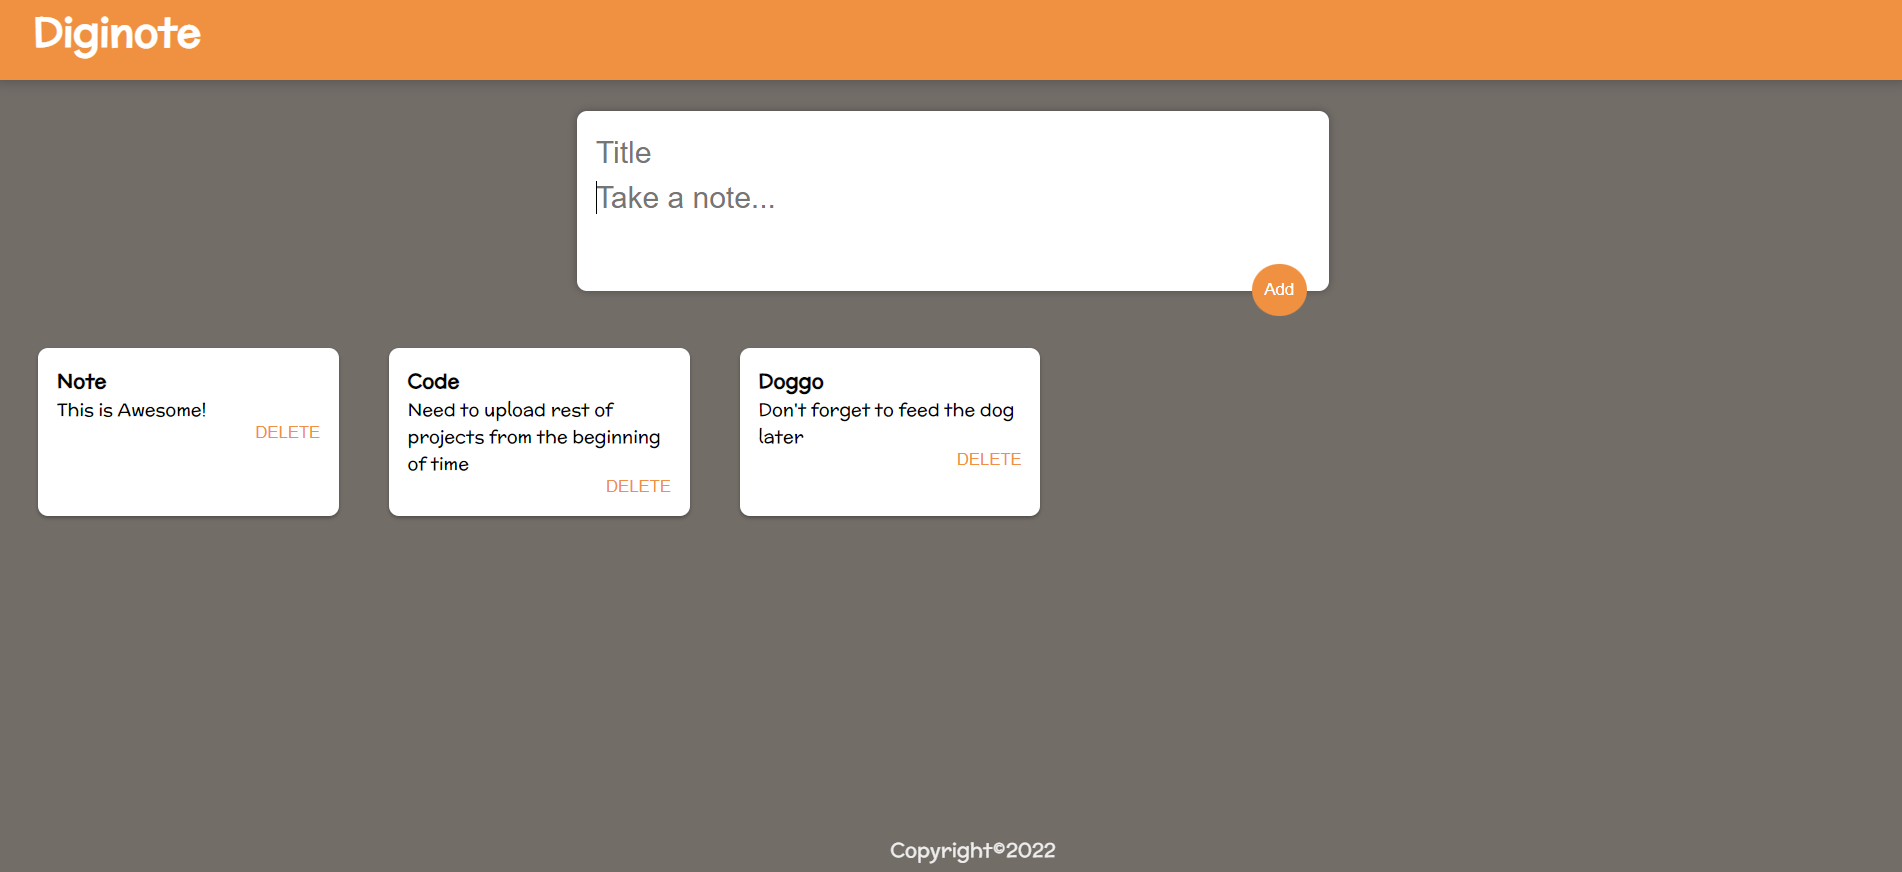 Diginote
Title
Take a note...
Add
Note
This is Awesome!
DELETE
Code
Need to upload rest of
projects from the beginning
of time
DELETE
Doggo
Don't forget to feed the dog
later
DELETE
Copyright©2022